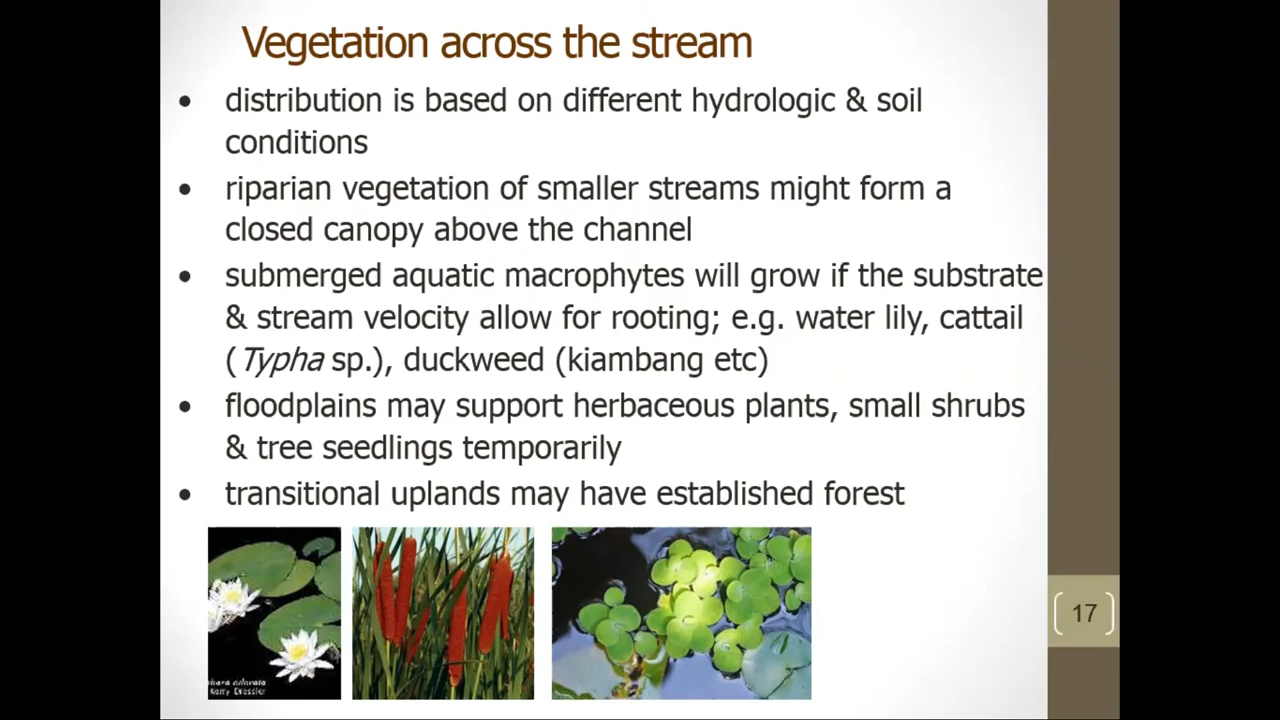 Vegetation across the stream
• distribution is based on different hydrologic & soil
conditions
• riparian vegetation of smaller streams might form a
closed canopy above the channel
• submerged aquatic macrophytes will grow if the substrate
& stream velocity allow for rooting; e.g. water lily, cattail
(Typha sp.), duckweed (kiambang etc)
• floodplains may support herbaceous plants, small shrubs
& tree seedlings temporarily
• transitional uplands may have established forest
Kerry Dressler
17